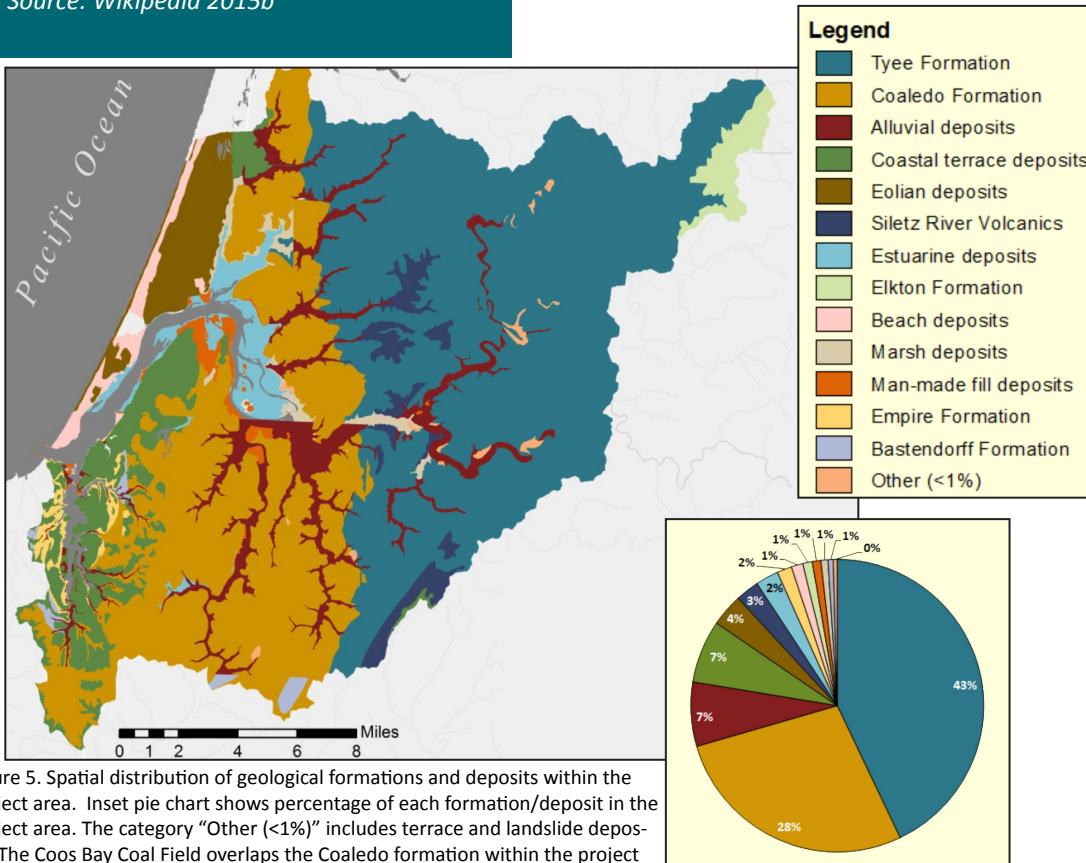 Source: Wikipedia 2015b
Pacific Ocean
Legend
Tyee Formation
Coaledo Formation
Alluvial deposits
Coastal terrace deposits
Eolian deposits
Siletz River Volcanics
Estuarine deposits
Elkton Formation
Beach deposits
Marsh deposits
Man-made fill deposits
Empire Formation
Bastendorff Formation
Other (<1%)
Miles
0 1 2 4 6 8
43%
28%
7%
7%
4%
3%
2%
2%
1%
1%
1%
1%
1%
0%
ure 5. Spatial distribution of geological formations and deposits within the
ject area. Inset pie chart shows percentage of each formation/deposit in the
ject area. The category “Other (<1%)” includes terrace and landslide depos-
The Coos Bay Coal Field overlaps the Coaledo formation within the project